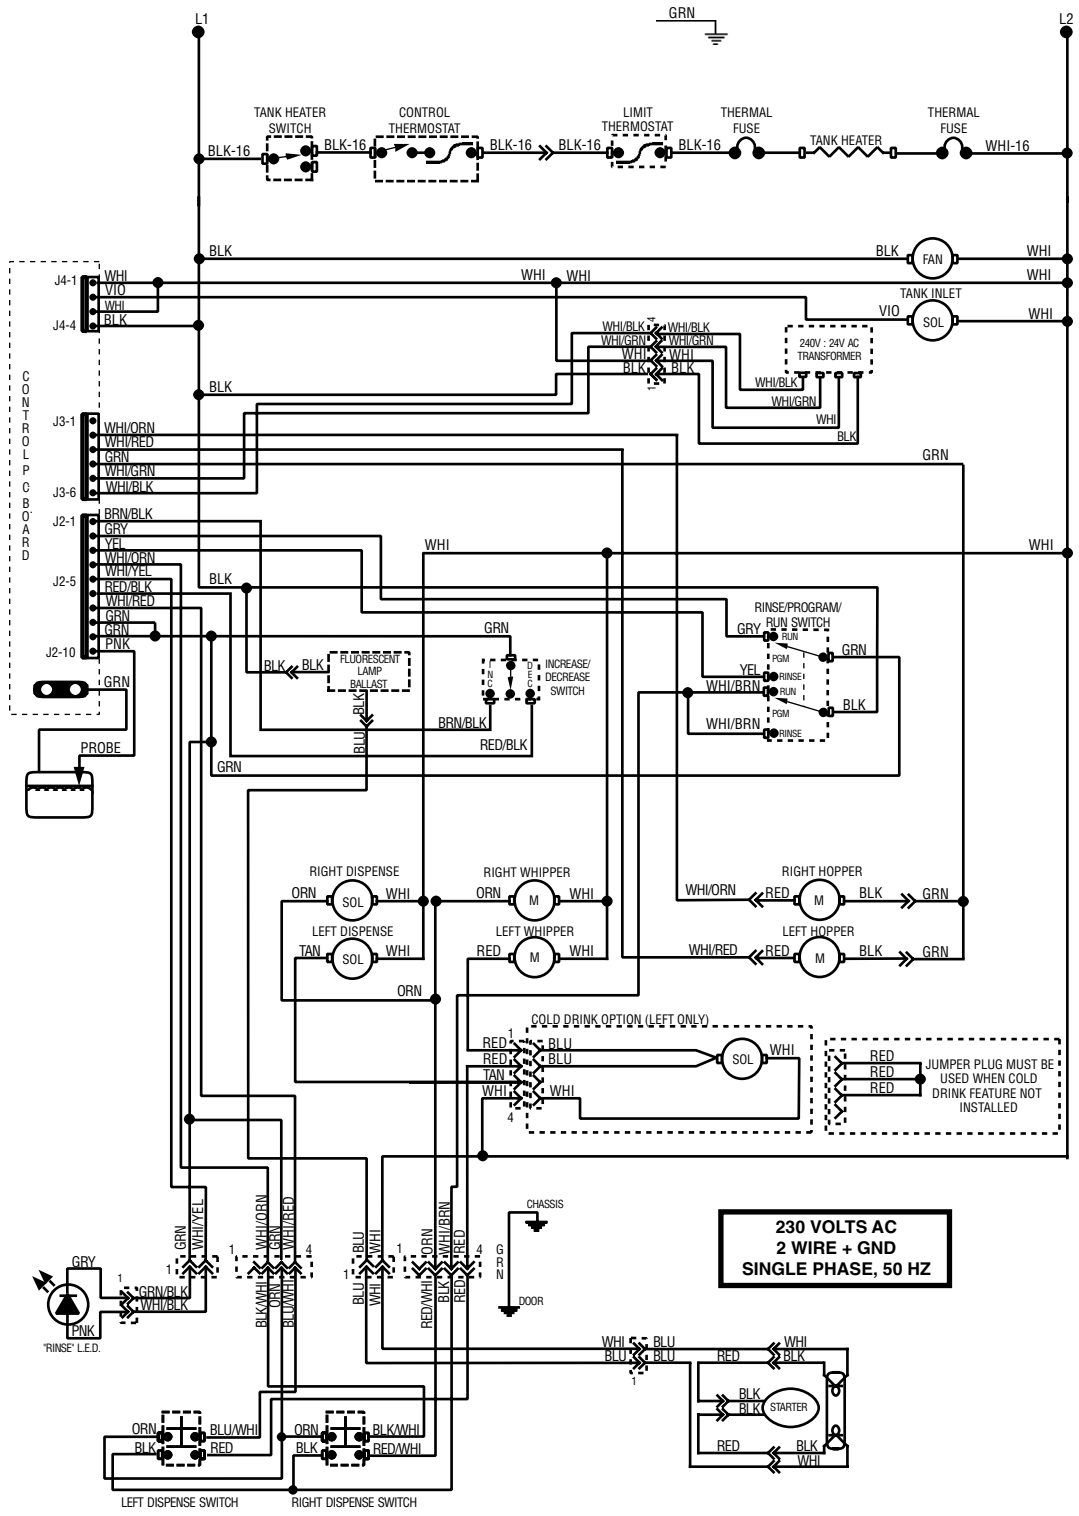 L1
GRN
L2
TANK HEATER
SWITCH
CONTROL
THERMOSTAT
LIMIT
THERMOSTAT
THERMAL
FUSE
TANK HEATER
THERMAL
FUSE
BLK-16
BLK-16
BLK-16
BLK-16
BLK-16
WHI-16
BLK
BLK
FAN
WHI
J4-1
WHI
WHI
WHI
WHI
VIO
TANK INLET
WHI
VIO
SOL
WHI
J4-4
BLK
WHI/BLK
4
WHI/BLK
WHI/GRN
WHI/GRN
WHI
WHI
BLK
BLK
1
240V : 24V AC
TRANSFORMER
WHI/BLK
WHI/GRN
WHI
BLK
CONTROL PC BOARD
BLK
J3-1
WHI/ORN
WHI/RED
GRN
GRN
WHI/GRN
J3-6
WHI/BLK
J2-1
BRN/BLK
GRY
YEL
WHI/ORN
J2-5
WHI/YEL
RED/BLK
WHI/RED
GRN
GRN
J2-10
PNK
WHI
WHI
BLK
GRN
GRN
PROBE
RINSE/PROGRAM/
RUN SWITCH
GRY
RUN
PGM
GRN
YEL
RINSE
WHI/BRN
RUN
PGM
BLK
WHI/BRN
RINSE
BLK
BLK
FLUORESCENT
LAMP
BALLAST
BLK
BLU
INC
DEC
INCREASE/
DECREASE
SWITCH
BRN/BLK
RED/BLK
GRN
RIGHT DISPENSE
ORN
SOL
WHI
RIGHT WHIPPER
ORN
M
WHI
RIGHT HOPPER
WHI/ORN
RED
M
BLK
GRN
LEFT DISPENSE
TAN
SOL
WHI
LEFT WHIPPER
RED
M
WHI
LEFT HOPPER
WHI/RED
RED
M
BLK
GRN
ORN
COLD DRINK OPTION (LEFT ONLY)
1
RED
BLU
RED
BLU
TAN
WHI
WHI
4
SOL
WHI
RED
RED
RED
JUMPER PLUG MUST BE
USED WHEN COLD
DRINK FEATURE NOT
INSTALLED
GRN
WHI/YEL
1
WHI/ORN
GRN
WHI/RED
1
4
BLU
WHI
1
1
ORN
WHI/BRN
RED
4
BLK/WHI
ORN
BLU/WHI
BLU
WHI
RED/WHI
BLK
RED
CHASSIS
GRN
DOOR
230 VOLTS AC
2 WIRE + GND
SINGLE PHASE, 50 HZ
GRY
1
GRN/BLK
WHI/BLK
PNK
"RINSE" L.E.D.
WHI
BLU
WHI
BLU
BLU
RED
BLK
1
BLK
BLK
STARTER
RED
BLK
WHI
ORN
BLU/WHI
BLK
RED
ORN
BLK/WHI
BLK
RED/WHI
LEFT DISPENSE SWITCH
RIGHT DISPENSE SWITCH